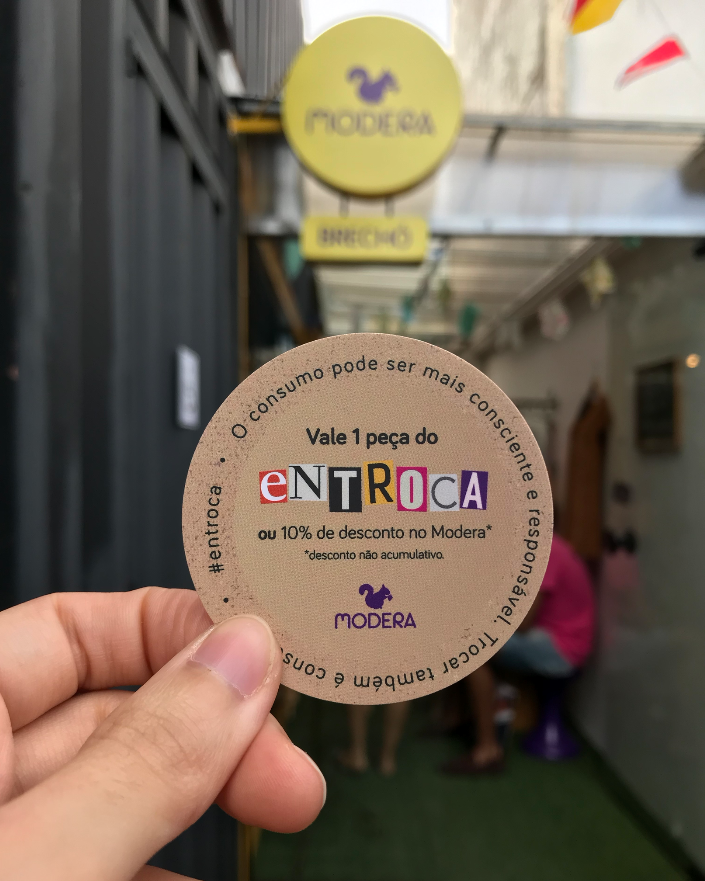 MODERA
BRECHÓ
#entroca • O consumo pode ser mais consciente e responsável. Trocar também é cons
Vale 1 peça do
eNTROCA
ou 10% de desconto no Modera*
*desconto não acumulativo.
MODERA